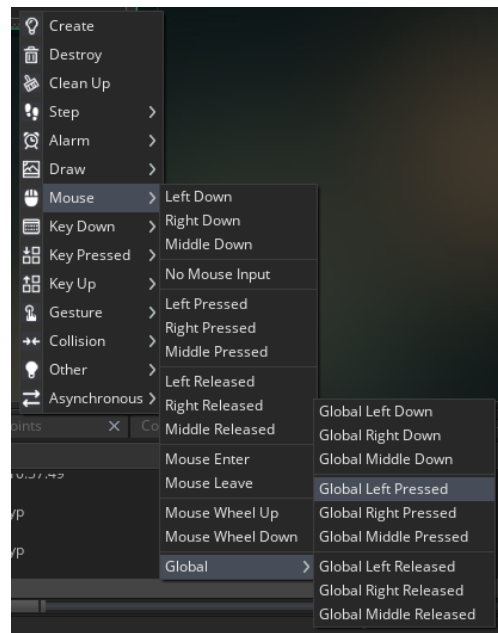 Create
Destroy
Clean Up
Step
Alarm
Draw
Mouse
Key Down
Key Pressed
Key Up
Gesture
Collision
Other
Asynchronous
Left Down
Right Down
Middle Down
No Mouse Input
Left Pressed
Right Pressed
Middle Pressed
Left Released
Right Released
Middle Released
Mouse Enter
Mouse Leave
Mouse Wheel Up
Mouse Wheel Down
Global
Global Left Down
Global Right Down
Global Middle Down
Global Left Pressed
Global Right Pressed
Global Middle Pressed
Global Left Released
Global Right Released
Global Middle Released